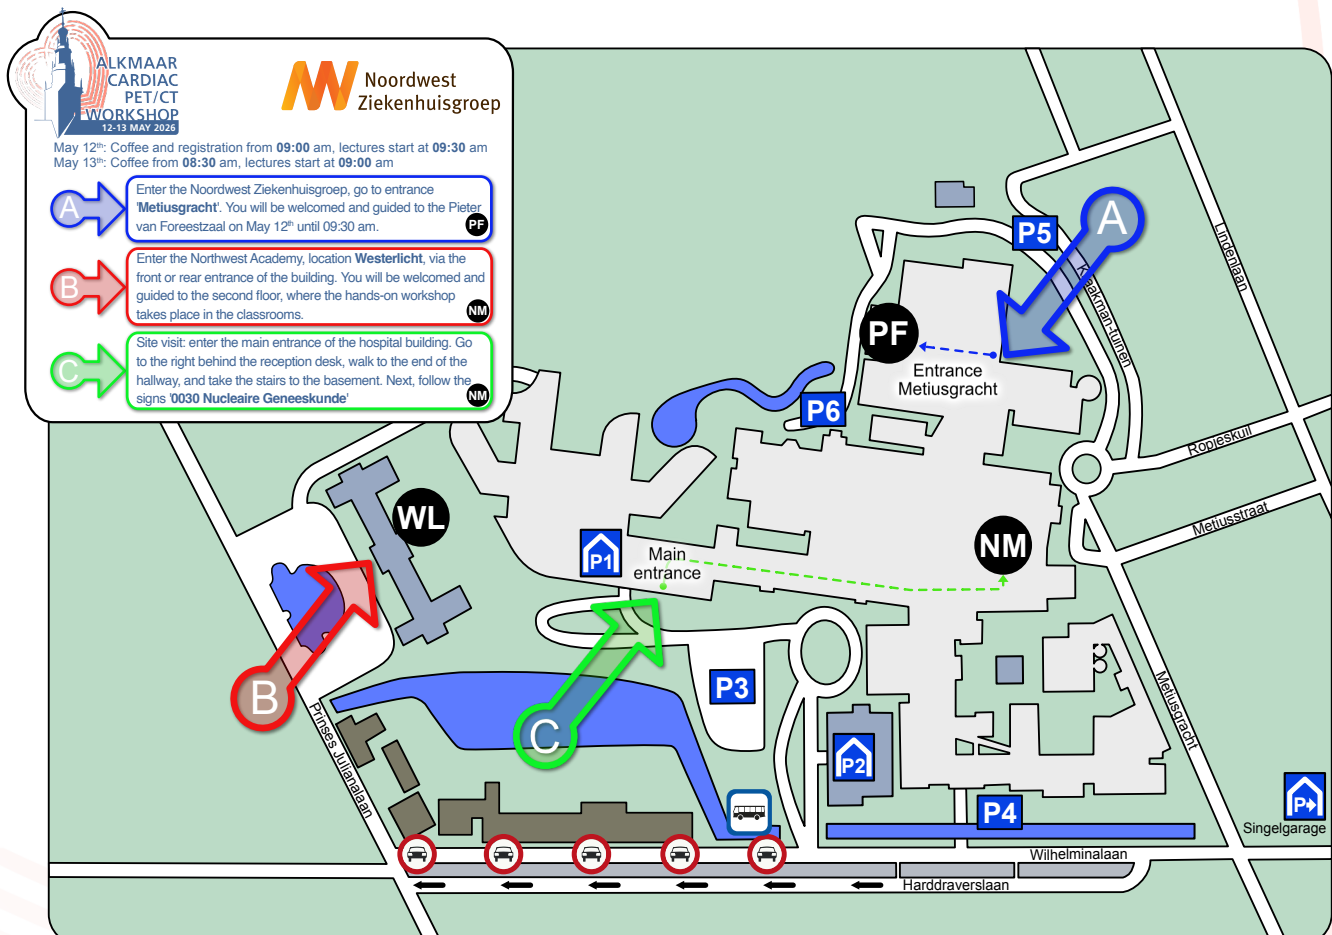 ALKMAAR
CARDIAC
PET/CT
WORKSHOP
12-13 MAY 2026
Noordwest
Ziekenhuisgroep
May 12th: Coffee and registration from 09:00 am, lectures start at 09:30 am
May 13th: Coffee from 08:30 am, lectures start at 09:00 am
A
Enter the Noordwest Ziekenhuisgroep, go to entrance
'Metiusgracht'. You will be welcomed and guided to the Pieter
van Foreestzaal on May 12th until 09:30 am.
PF
B
Enter the Northwest Academy, location Westerlicht, via the
front or rear entrance of the building. You will be welcomed and
guided to the second floor, where the hands-on workshop
takes place in the classrooms.
NM
C
Site visit: enter the main entrance of the hospital building. Go
to the right behind the reception desk, walk to the end of the
hallway, and take the stairs to the basement. Next, follow the
signs '0030 Nucleaire Geneeskunde'
NM
A
P5
Lindenlaan
Kraakman-tuinen
PF
Entrance
Metiusgracht
P6
Ropjeskuil
Metiusstraat
WL
P1
Main
entrance
NM
B
C
P3
Metiusgracht
Prinses Julianalaan
P2
P4
P
Singelgarage
Wilhelminalaan
Harddraverslaan